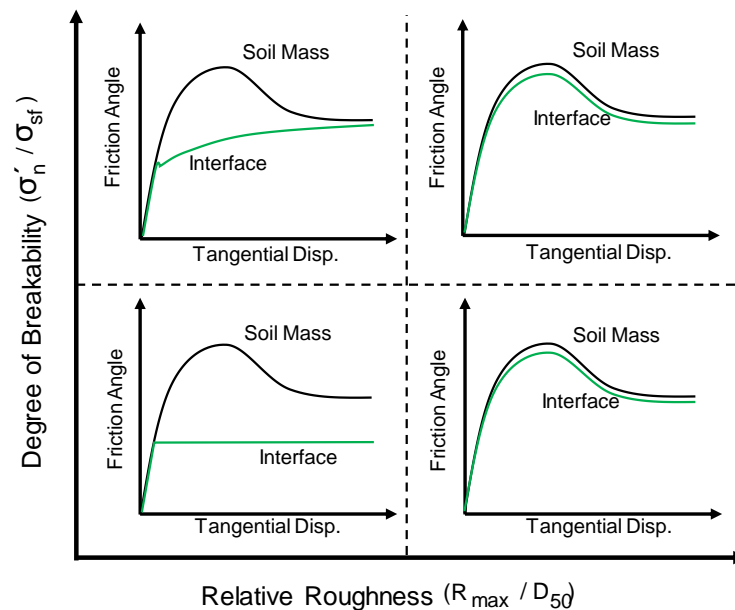 Degree of Breakability (σ′n / σsf)
Friction Angle
Soil Mass
Interface
Tangential Disp.
Friction Angle
Soil Mass
Interface
Tangential Disp.
Friction Angle
Soil Mass
Interface
Tangential Disp.
Friction Angle
Soil Mass
Interface
Tangential Disp.
Relative Roughness (Rmax / D50)